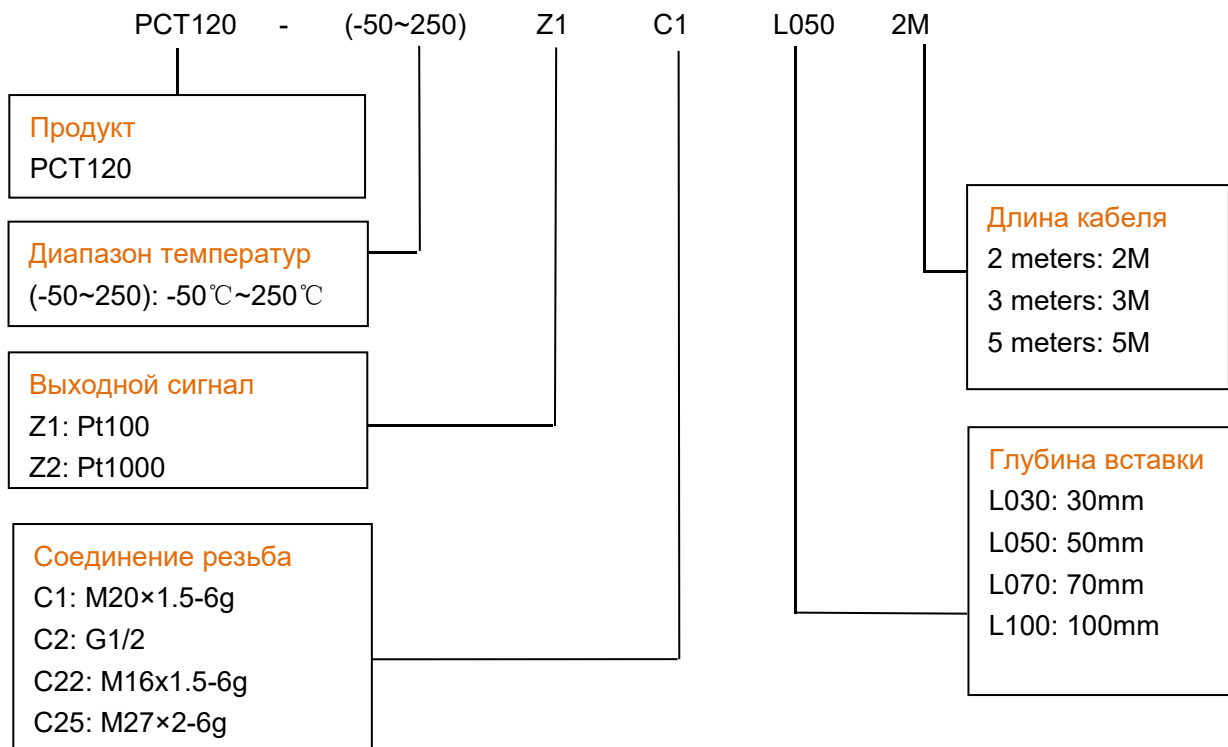 PCT120 - (-50~250) Z1 C1 L050 2M
Продукт
PCT120
Диапазон температур
(-50~250): -50℃~250℃
Выходной сигнал
Z1: Pt100
Z2: Pt1000
Соединение резьба
C1: M20×1.5-6g
C2: G1/2
C22: M16x1.5-6g
C25: M27×2-6g
Длина кабеля
2 meters: 2M
3 meters: 3M
5 meters: 5M
Глубина вставки
L030: 30mm
L050: 50mm
L070: 70mm
L100: 100mm